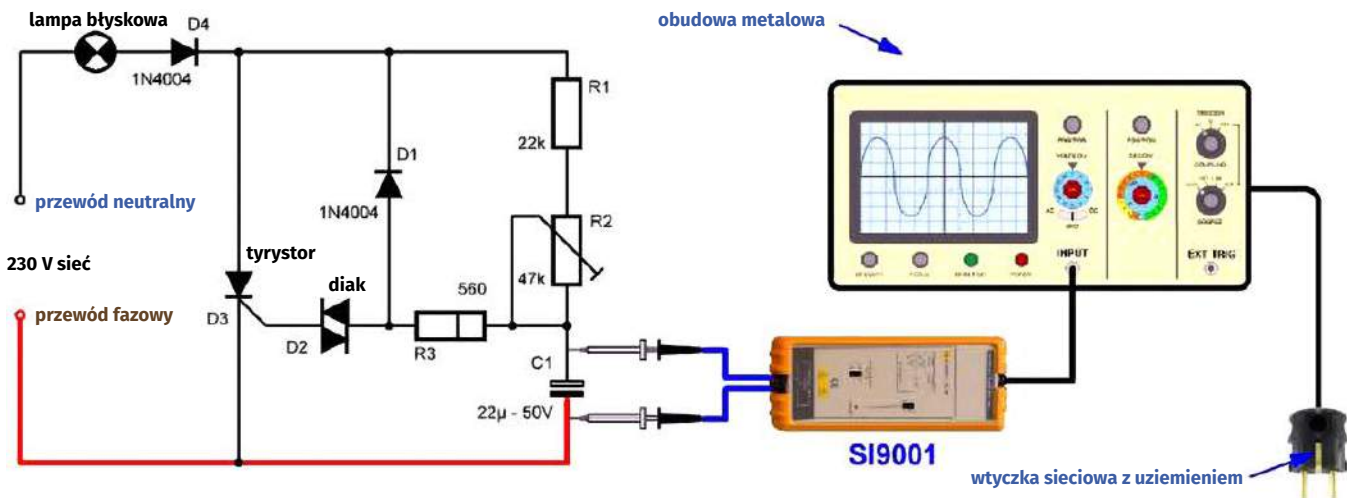 lampa błyskowa
D4
1N4004
obudowa metalowa
R1
22k
D1
1N4004
przewód neutralny
R2
47k
230 V sieć
tyrystor
diak
560
przewód fazowy
D3
D2
R3
C1
22µ - 50V
INPUT
EXT TRIG
SI9001
wtyczka sieciowa z uziemieniem